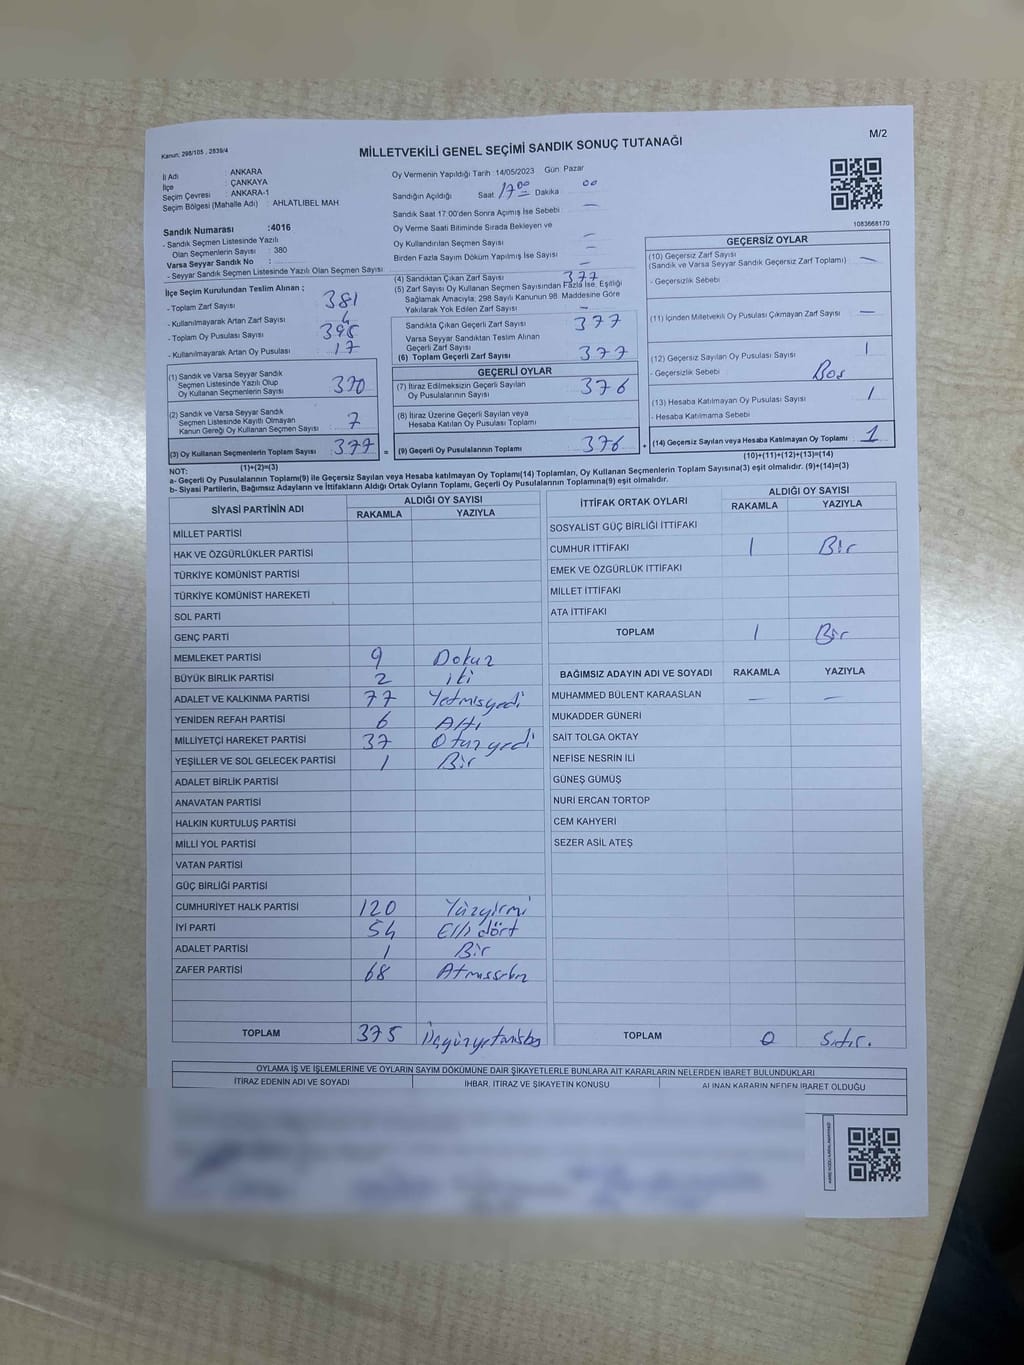 Kanun: 298/105 , 2839/4
MİLLETVEKİLİ GENEL SEÇİMİ SANDIK SONUÇ TUTANAĞI
M/2
İl Adı : ANKARA
İlçe : ÇANKAYA
Seçim Çevresi : ANKARA-1
Seçim Bölgesi (Mahalle Adı) : AHLATLIBEL MAH
Sandık Numarası :4016
- Sandık Seçmen Listesinde Yazılı
Olan Seçmenlerin Sayısı : 380
Varsa Seyyar Sandık No :
- Seyyar Sandık Seçmen Listesinde Yazılı Olan Seçmen Sayısı
Oy Vermenin Yapıldığı Tarih :14/05/2023 Gün Pazar
Sandığın Açıldığı Saat 17 00 Dakika 00
Sandık Saat 17:00'den Sonra Açımış İse Sebebi —
Oy Verme Saati Bitiminde Sırada Bekleyen ve
Oy Kullandırılan Seçmen Sayısı —
Birden Fazla Sayım Döküm Yapılmış İse Sayısı —
1083668170
İlçe Seçim Kurulundan Teslim Alınan ;
- Toplam Zarf Sayısı 381
- Kullanılmayarak Artan Zarf Sayısı 4
- Toplam Oy Pusulası Sayısı 395
- Kullanılmayarak Artan Oy Pusulası 17
(1) Sandık ve Varsa Seyyar Sandık
Seçmen Listesinde Yazılı Olup
Oy Kullanan Seçmenlerin Sayısı 370
(2) Sandık ve Varsa Seyyar Sandık
Seçmen Listesinde Kayıtlı Olmayan
Kanun Gereği Oy Kullanan Seçmen Sayısı 7
(3) Oy Kullanan Seçmenlerin Toplam Sayısı 377 =
(4) Sandıktan Çıkan Zarf Sayısı 377
(5) Zarf Sayısı Oy Kullanan Seçmen Sayısından Fazla İse, Eşitliği
Sağlamak Amacıyla; 298 Sayılı Kanunun 98. Maddesine Göre
Yakılarak Yok Edilen Zarf Sayısı —
Sandıkta Çıkan Geçerli Zarf Sayısı 377
Varsa Seyyar Sandıktan Teslim Alınan
Geçerli Zarf Sayısı
(6) Toplam Geçerli Zarf Sayısı 377
GEÇERLİ OYLAR
(7) İtiraz Edilmeksizin Geçerli Sayılan
Oy Pusulalarının Sayısı 376
(8) İtiraz Üzerine Geçerli Sayılan veya
Hesaba Katılan Oy Pusulası Toplamı
(9) Geçerli Oy Pusulalarının Toplamı 376 +
GEÇERSİZ OYLAR
(10) Geçersiz Zarf Sayısı
(Sandık ve Varsa Seyyar Sandık Geçersiz Zarf Toplamı) —
- Geçersizlik Sebebi
(11) İçinden Milletvekili Oy Pusulası Çıkmayan Zarf Sayısı —
(12) Geçersiz Sayılan Oy Pusulası Sayısı 1
- Geçersizlik Sebebi Boş
(13) Hesaba Katılmayan Oy Pusulası Sayısı 1
- Hesaba Katılmama Sebebi
(14) Geçersiz Sayılan veya Hesaba Katılmayan Oy Toplamı 1
(10)+(11)+(12)+(13)=(14)
NOT: (1)+(2)=(3)
a- Geçerli Oy Pusulalarının Toplamı(9) ile Geçersiz Sayılan veya Hesaba katılmayan Oy Toplamı(14) Toplamları, Oy Kullanan Seçmenlerin Toplam Sayısına(3) eşit olmalıdır. (9)+(14)=(3)
b- Siyasi Partilerin, Bağımsız Adayların ve İttifakların Aldığı Ortak Oyların Toplamı, Geçerli Oy Pusulalarının Toplamına(9) eşit olmalıdır.
SİYASİ PARTİNİN ADI ALDIĞI OY SAYISI
RAKAMLA YAZIYLA
MİLLET PARTİSİ
HAK VE ÖZGÜRLÜKLER PARTİSİ
TÜRKİYE KOMÜNİST PARTİSİ
TÜRKİYE KOMÜNİST HAREKETİ
SOL PARTİ
GENÇ PARTİ
MEMLEKET PARTİSİ 9 Dokuz
BÜYÜK BİRLİK PARTİSİ 2 iki
ADALET VE KALKINMA PARTİSİ 77 Yetmişyedi
YENİDEN REFAH PARTİSİ 6 Altı
MİLLİYETÇİ HAREKET PARTİSİ 37 Otuzyedi
YEŞİLLER VE SOL GELECEK PARTİSİ 1 Bir
ADALET BİRLİK PARTİSİ
ANAVATAN PARTİSİ
HALKIN KURTULUŞ PARTİSİ
MİLLİ YOL PARTİSİ
VATAN PARTİSİ
GÜÇ BİRLİĞİ PARTİSİ
CUMHURİYET HALK PARTİSİ 120 Yüzyirmi
İYİ PARTİ 54 Elli dört
ADALET PARTİSİ 1 Bir
ZAFER PARTİSİ 68 Atmışsekiz
TOPLAM 375 Üçyüzyetmişbeş
İTTİFAK ORTAK OYLARI ALDIĞI OY SAYISI
RAKAMLA YAZIYLA
SOSYALİST GÜÇ BİRLİĞİ İTTİFAKI
CUMHUR İTTİFAKI 1 Bir
EMEK VE ÖZGÜRLÜK İTTİFAKI
MİLLET İTTİFAKI
ATA İTTİFAKI
TOPLAM 1 Bir
BAĞIMSIZ ADAYIN ADI VE SOYADI RAKAMLA YAZIYLA
MUHAMMED BÜLENT KARAASLAN — —
MUKADDER GÜNERİ
SAİT TOLGA OKTAY
NEFİSE NESRİN İLİ
GÜNEŞ GÜMÜŞ
NURİ ERCAN TORTOP
CEM KAHYERİ
SEZER ASİL ATEŞ
TOPLAM 0 Sıfır.
OYLAMA İŞ VE İŞLEMLERİNE VE OYLARIN SAYIM DÖKÜMÜNE DAİR ŞİKAYETLERLE BUNLARA AİT KARARLARIN NELERDEN İBARET BULUNDUKLARI
İTİRAZ EDENİN ADI VE SOYADI İHBAR, İTİRAZ VE ŞİKAYETİN KONUSU ALINAN KARARIN NEDEN İBARET OLDUĞU